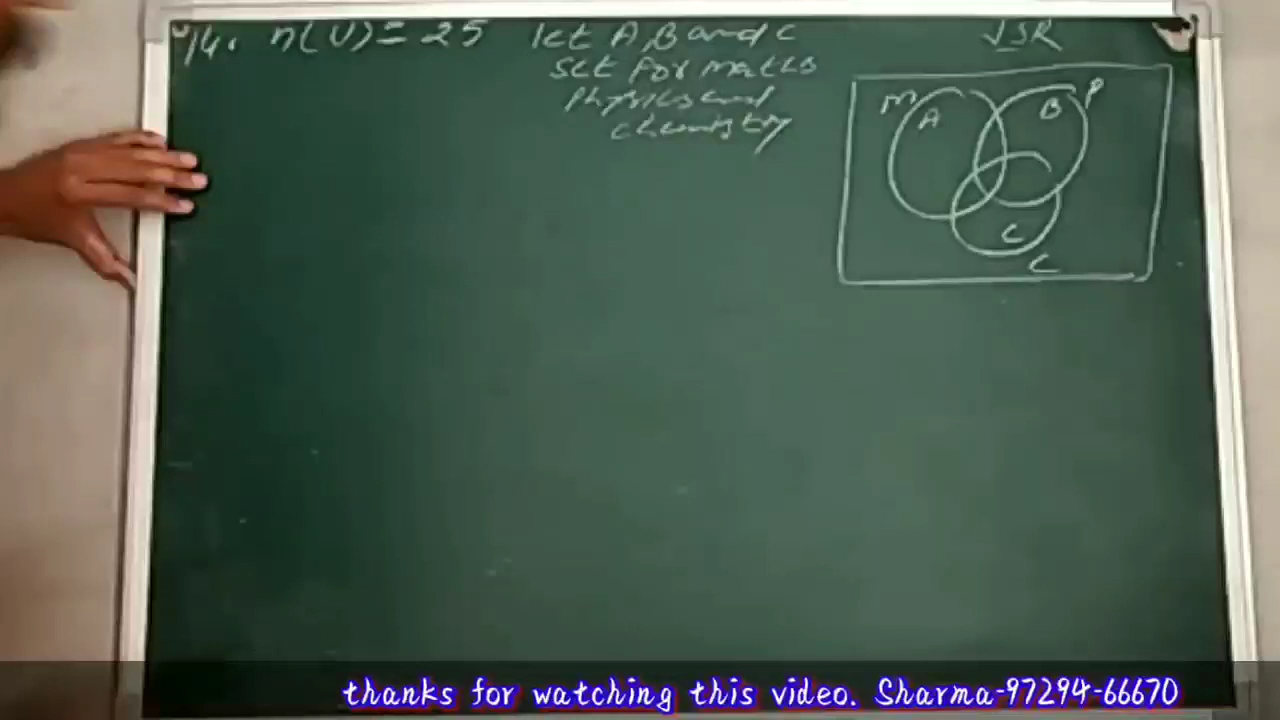 14. n(U) = 25 let A, B and C
set for maths
Physics and
chemistry
JSR
M A B P
C
C
thanks for watching this video. Sharma-97294-66670